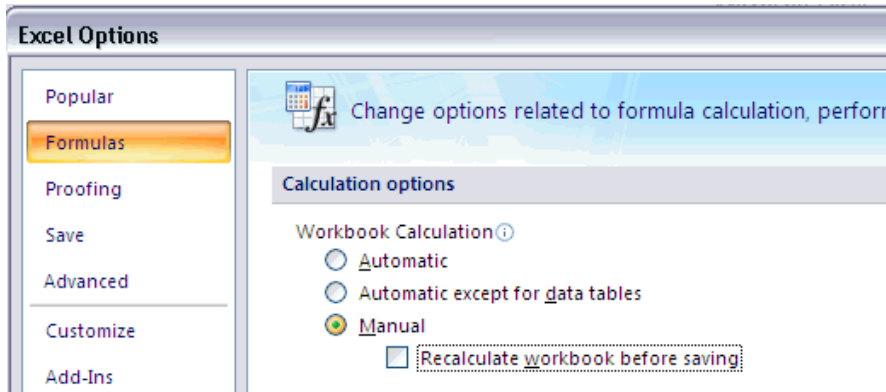 Excel Options
Popular
Formulas
Proofing
Save
Advanced
Customize
Add-Ins
fx
Change options related to formula calculation, perfor
Calculation options
Workbook Calculation
Automatic
Automatic except for data tables
Manual
Recalculate workbook before saving